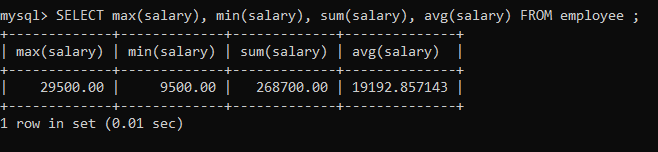 mysql> SELECT max(salary), min(salary), sum(salary), avg(salary) FROM employee ;
+-------------+-------------+-------------+--------------+
| max(salary) | min(salary) | sum(salary) | avg(salary)  |
+-------------+-------------+-------------+--------------+
|    29500.00 |     9500.00 |   268700.00 | 19192.857143 |
+-------------+-------------+-------------+--------------+
1 row in set (0.01 sec)